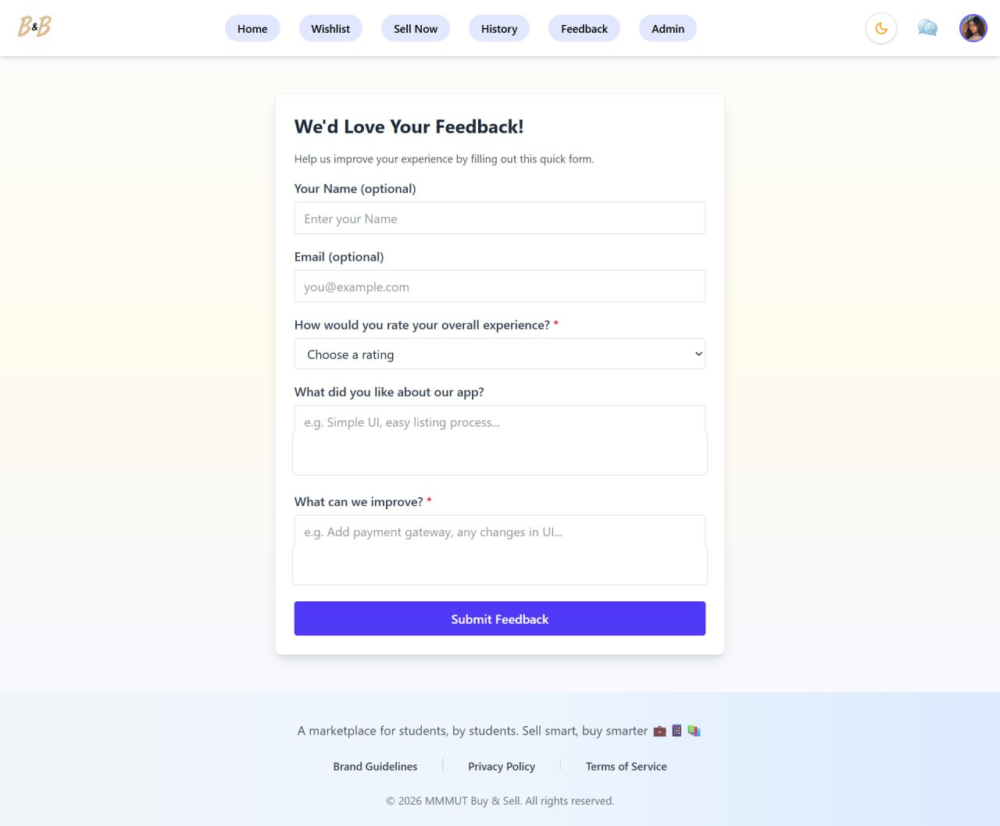 B&B
Home
Wishlist
Sell Now
History
Feedback
Admin
We'd Love Your Feedback!
Help us improve your experience by filling out this quick form.
Your Name (optional)
Enter your Name
Email (optional)
you@example.com
How would you rate your overall experience? *
Choose a rating
What did you like about our app?
e.g. Simple UI, easy listing process...
What can we improve? *
e.g. Add payment gateway, any changes in UI...
Submit Feedback
A marketplace for students, by students. Sell smart, buy smarter
Brand Guidelines
Privacy Policy
Terms of Service
© 2026 MMMUT Buy & Sell. All rights reserved.